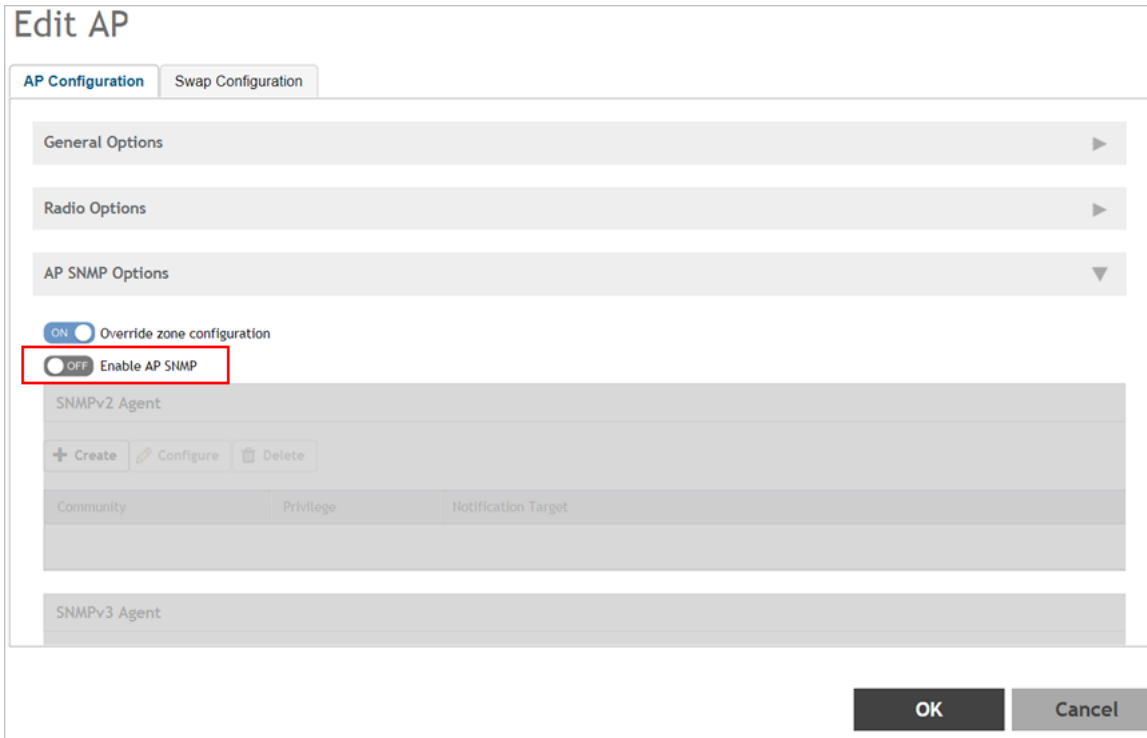 Edit AP
AP Configuration Swap Configuration
General Options
Radio Options
AP SNMP Options
ON Override zone configuration
OFF Enable AP SNMP
SNMPv2 Agent
Create Configure Delete
Community Privilege Notification Target
SNMPv3 Agent
OK Cancel